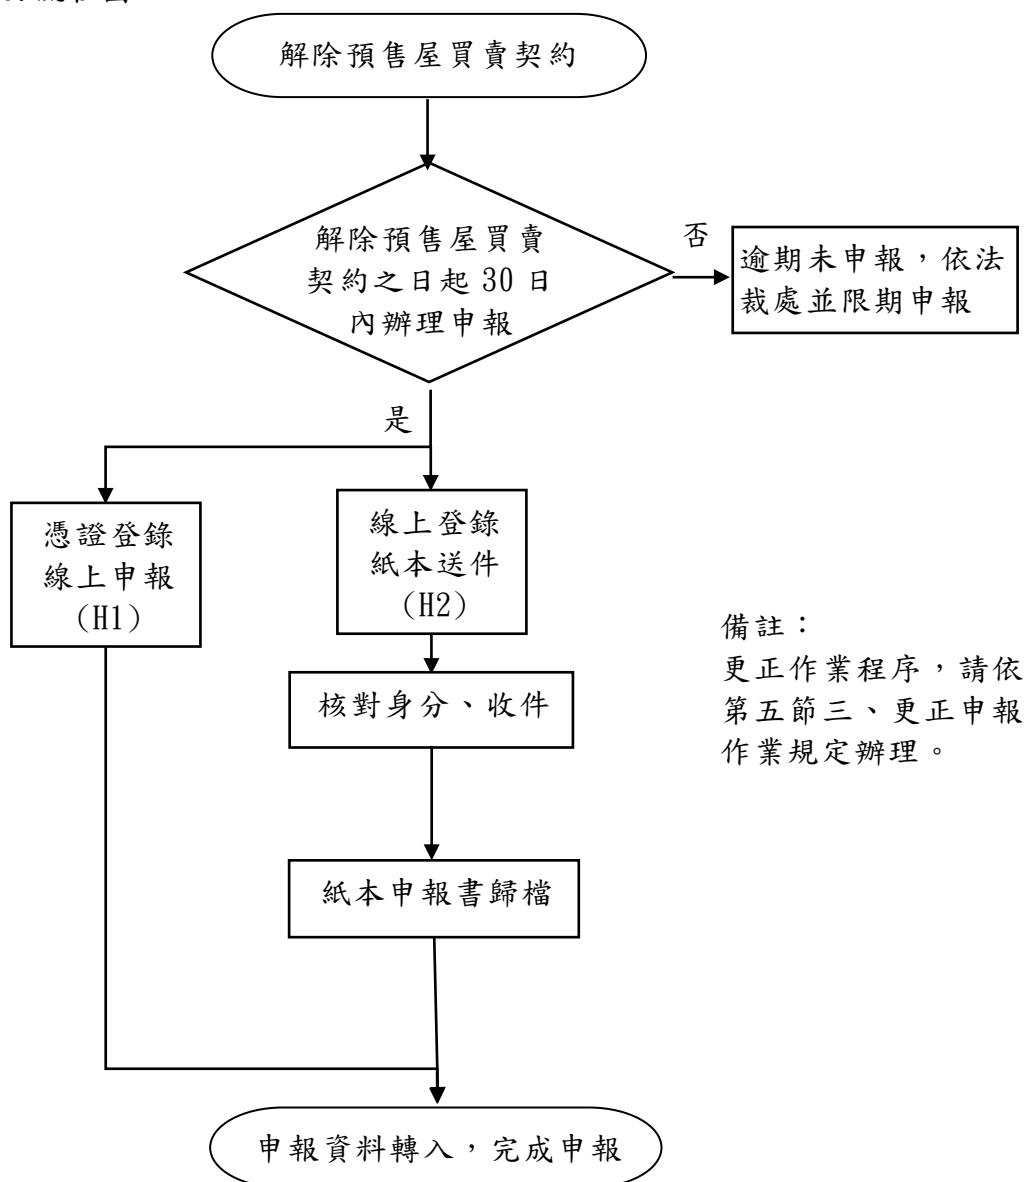 解除預售屋買賣契約
解除預售屋買賣
契約之日起 30 日
內辦理申報
否
逾期未申報，依法
裁處並限期申報
是
憑證登錄
線上申報
(H1)
線上登錄
紙本送件
(H2)
核對身分、收件
備註：
更正作業程序，請依
第五節三、更正申報
作業規定辦理。
紙本申報書歸檔
申報資料轉入，完成申報